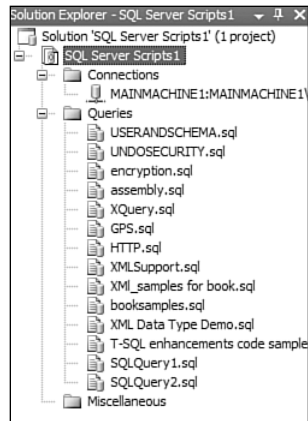 Solution Explorer - SQL Server Scripts1
Solution 'SQL Server Scripts1' (1 project)
SQL Server Scripts1
Connections
MAINMACHINE1:MAINMACHINE1\
Queries
USERANDSCHEMA.sql
UNDOSECURITY.sql
encryption.sql
assembly.sql
XQuery.sql
GPS.sql
HTTP.sql
XMLSupport.sql
XMl_samples for book.sql
booksamples.sql
XML Data Type Demo.sql
T-SQL enhancements code sample
SQLQuery1.sql
SQLQuery2.sql
Miscellaneous